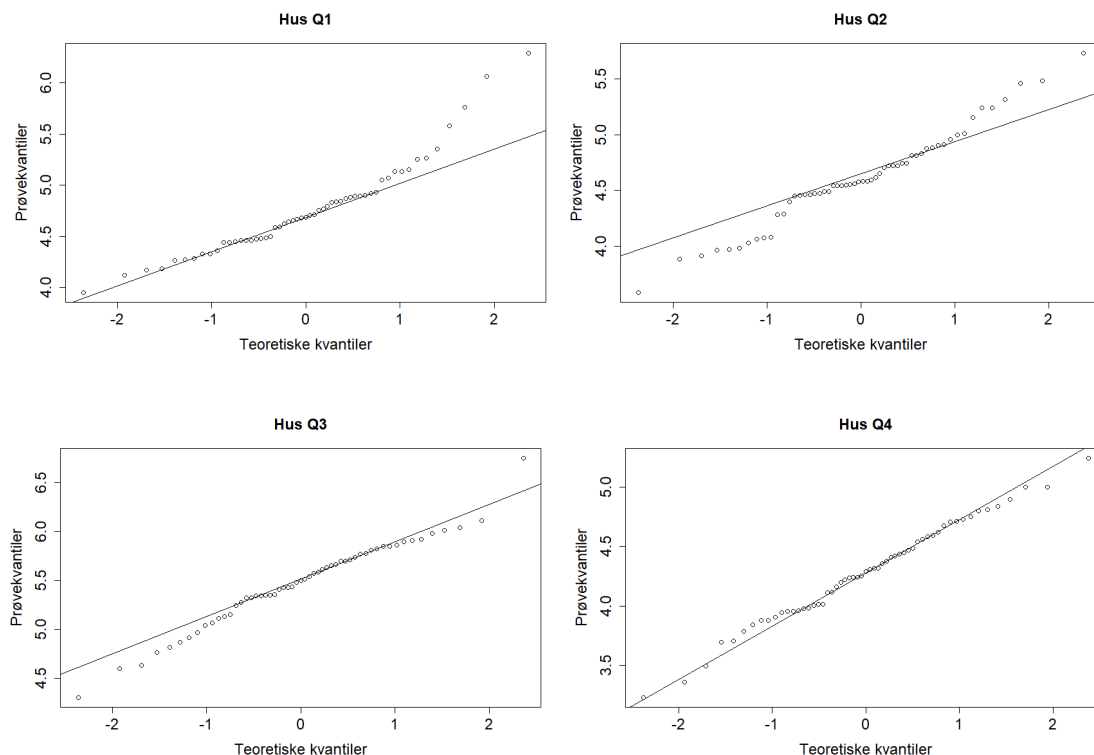 Hus Q1
Prøvekvantiler
4.0 4.5 5.0 5.5 6.0
-2 -1 0 1 2
Teoretiske kvantiler
Hus Q2
Prøvekvantiler
4.0 4.5 5.0 5.5
-2 -1 0 1 2
Teoretiske kvantiler
Hus Q3
Prøvekvantiler
4.5 5.0 5.5 6.0 6.5
-2 -1 0 1 2
Teoretiske kvantiler
Hus Q4
Prøvekvantiler
3.5 4.0 4.5 5.0
-2 -1 0 1 2
Teoretiske kvantiler